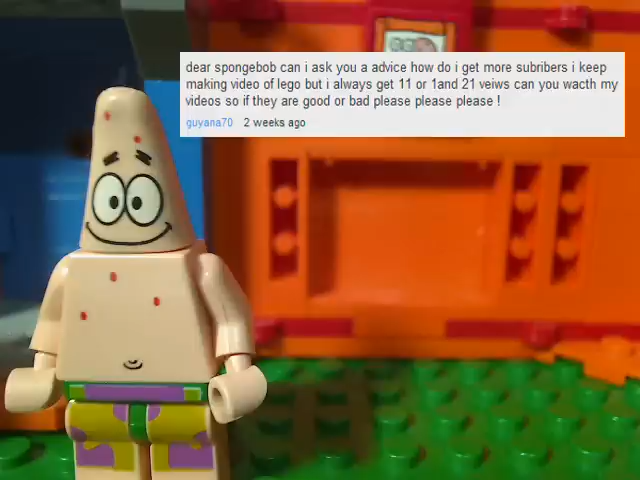 dear spongebob can i ask you a advice how do i get more subribers i keep
making video of lego but i always get 11 or 1and 21 veiws can you wacth my
videos so if they are good or bad please please please !
guyana70 2 weeks ago